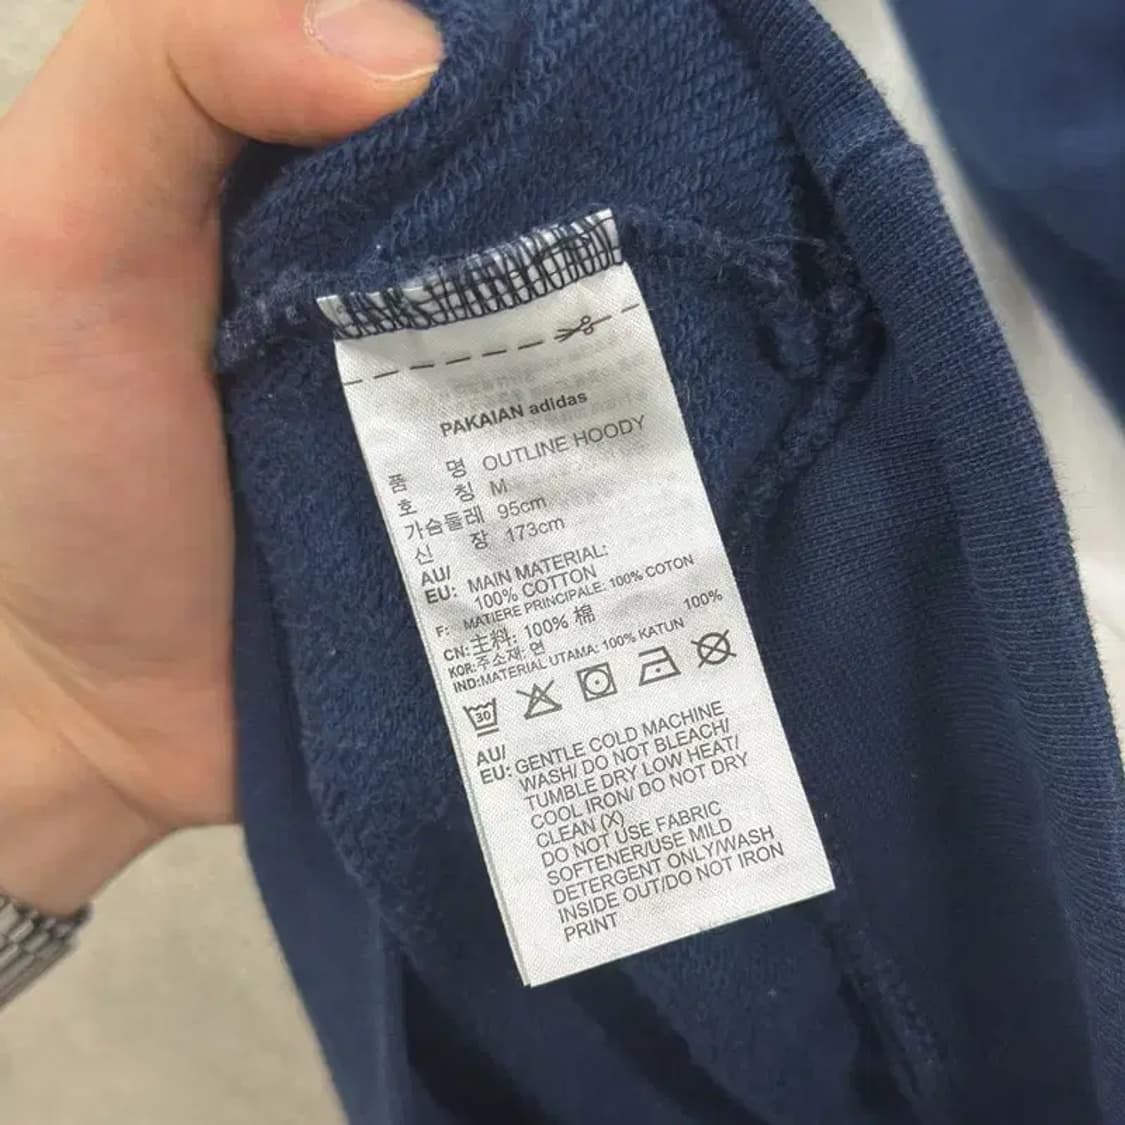 PAKAIAN adidas
품 명 OUTLINE HOODY
호 칭 M
가슴둘레 95cm
신 장 173cm
AU/
EU: MAIN MATERIAL:
100% COTTON
F: MATIERE PRINCIPALE: 100% COTON
CN:主料: 100% 棉
KOR:주소재: 면 100%
IND:MATERIAL UTAMA: 100% KATUN
30
AU/
EU: GENTLE COLD MACHINE
WASH/ DO NOT BLEACH/
TUMBLE DRY LOW HEAT/
COOL IRON/ DO NOT DRY
CLEAN (X)
DO NOT USE FABRIC
SOFTENER/USE MILD
DETERGENT ONLY/WASH
INSIDE OUT/DO NOT IRON
PRINT